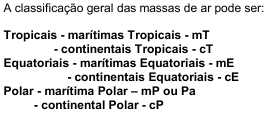 A classificação geral das massas de ar pode ser:
Tropicais - marítimas Tropicais - mT
- continentais Tropicais - cT
Equatoriais - marítimas Equatoriais - mE
- continentais Equatoriais - cE
Polar - marítima Polar – mP ou Pa
- continental Polar - cP